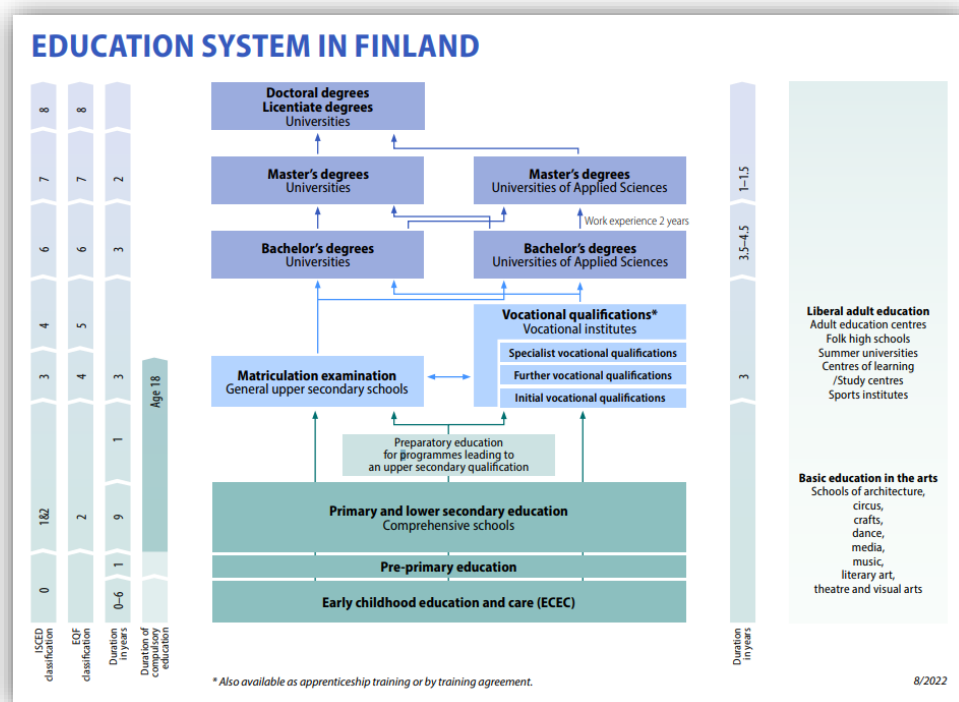 EDUCATION SYSTEM IN FINLAND
8
7
6
4
3
1&2
0
ISCED
classification
8
7
6
5
4
2
EQF
classification
2
3
3
1
9
1
0–6
Duration
in years
Age 18
Duration of
compulsory
education
Doctoral degrees
Licentiate degrees
Universities
Master's degrees
Universities
Master's degrees
Universities of Applied Sciences
Work experience 2 years
Bachelor's degrees
Universities
Bachelor's degrees
Universities of Applied Sciences
Vocational qualifications*
Vocational institutes
Specialist vocational qualifications
Further vocational qualifications
Initial vocational qualifications
Matriculation examination
General upper secondary schools
Preparatory education
for programmes leading to
an upper secondary qualification
Primary and lower secondary education
Comprehensive schools
Pre-primary education
Early childhood education and care (ECEC)
1–1.5
3.5–4.5
3
Duration
in years
Liberal adult education
Adult education centres
Folk high schools
Summer universities
Centres of learning
/Study centres
Sports institutes
Basic education in the arts
Schools of architecture,
circus,
crafts,
dance,
media,
music,
literary art,
theatre and visual arts
* Also available as apprenticeship training or by training agreement.
8/2022